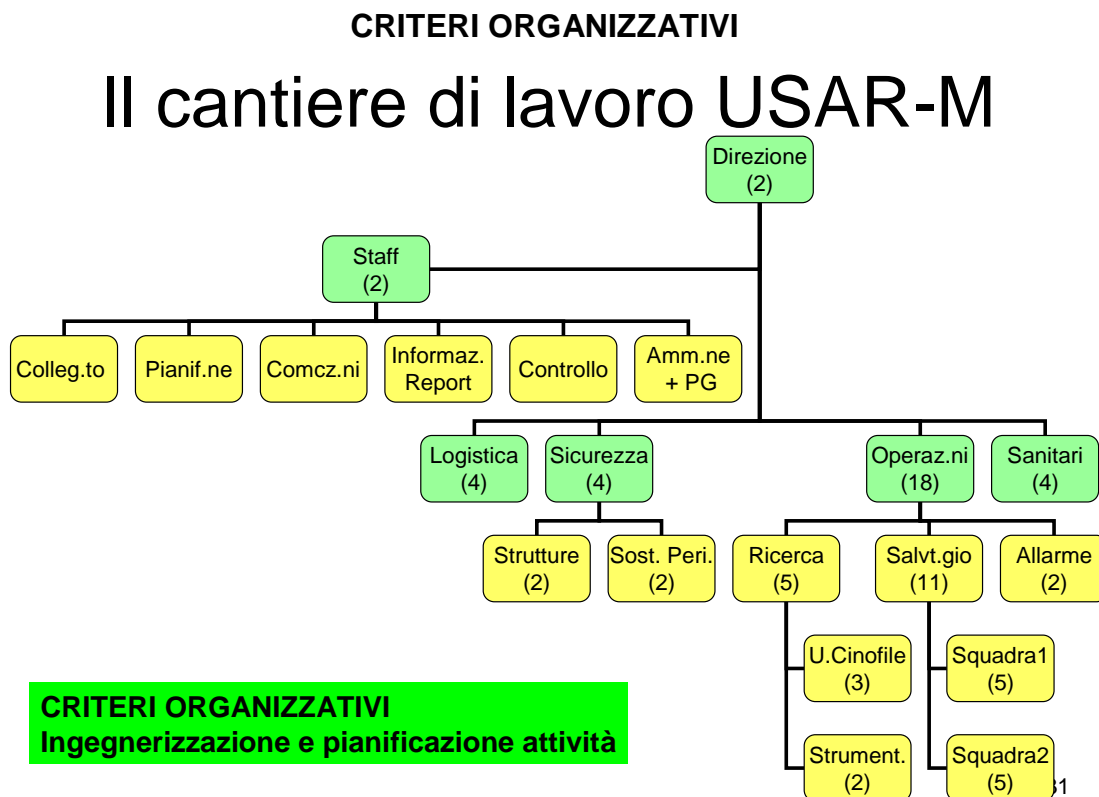 CRITERI ORGANIZZATIVI
Il cantiere di lavoro USAR-M
Direzione
(2)
Staff
(2)
Colleg.to
Pianif.ne
Comcz.ni
Informaz.
Report
Controllo
Amm.ne
+ PG
Logistica
(4)
Sicurezza
(4)
Operaz.ni
(18)
Sanitari
(4)
Strutture
(2)
Sost. Peri.
(2)
Ricerca
(5)
Salvt.gio
(11)
Allarme
(2)
U.Cinofile
(3)
Squadra1
(5)
Strument.
(2)
Squadra2
(5)
CRITERI ORGANIZZATIVI
Ingegnerizzazione e pianificazione attività